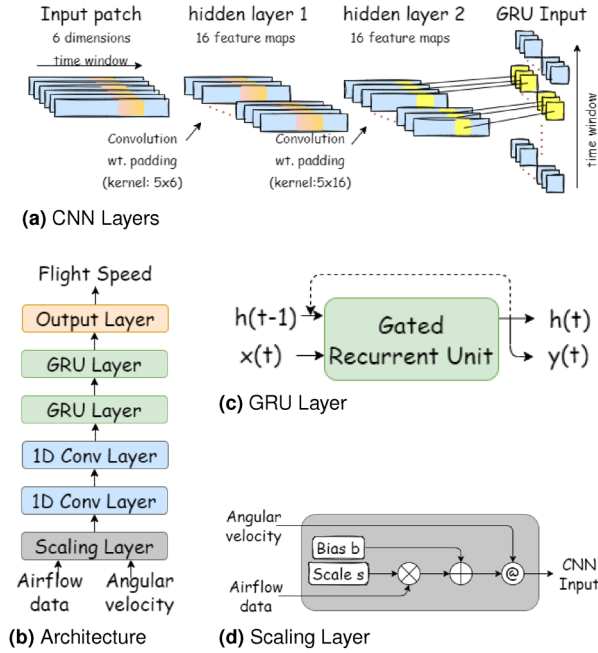 Input patch
6 dimensions
time window
hidden layer 1
16 feature maps
hidden layer 2
16 feature maps
GRU Input
time window
Convolution
wt. padding
(kernel: 5x6)
Convolution
wt. padding
(kernel:5x16)
(a) CNN Layers
Flight Speed
Output Layer
GRU Layer
GRU Layer
1D Conv Layer
1D Conv Layer
Scaling Layer
Airflow
data
Angular
velocity
(b) Architecture
h(t-1)
x(t)
Gated
Recurrent Unit
h(t)
y(t)
(c) GRU Layer
Angular
velocity
Bias b
Scale s
Airflow
data
@
CNN
Input
(d) Scaling Layer